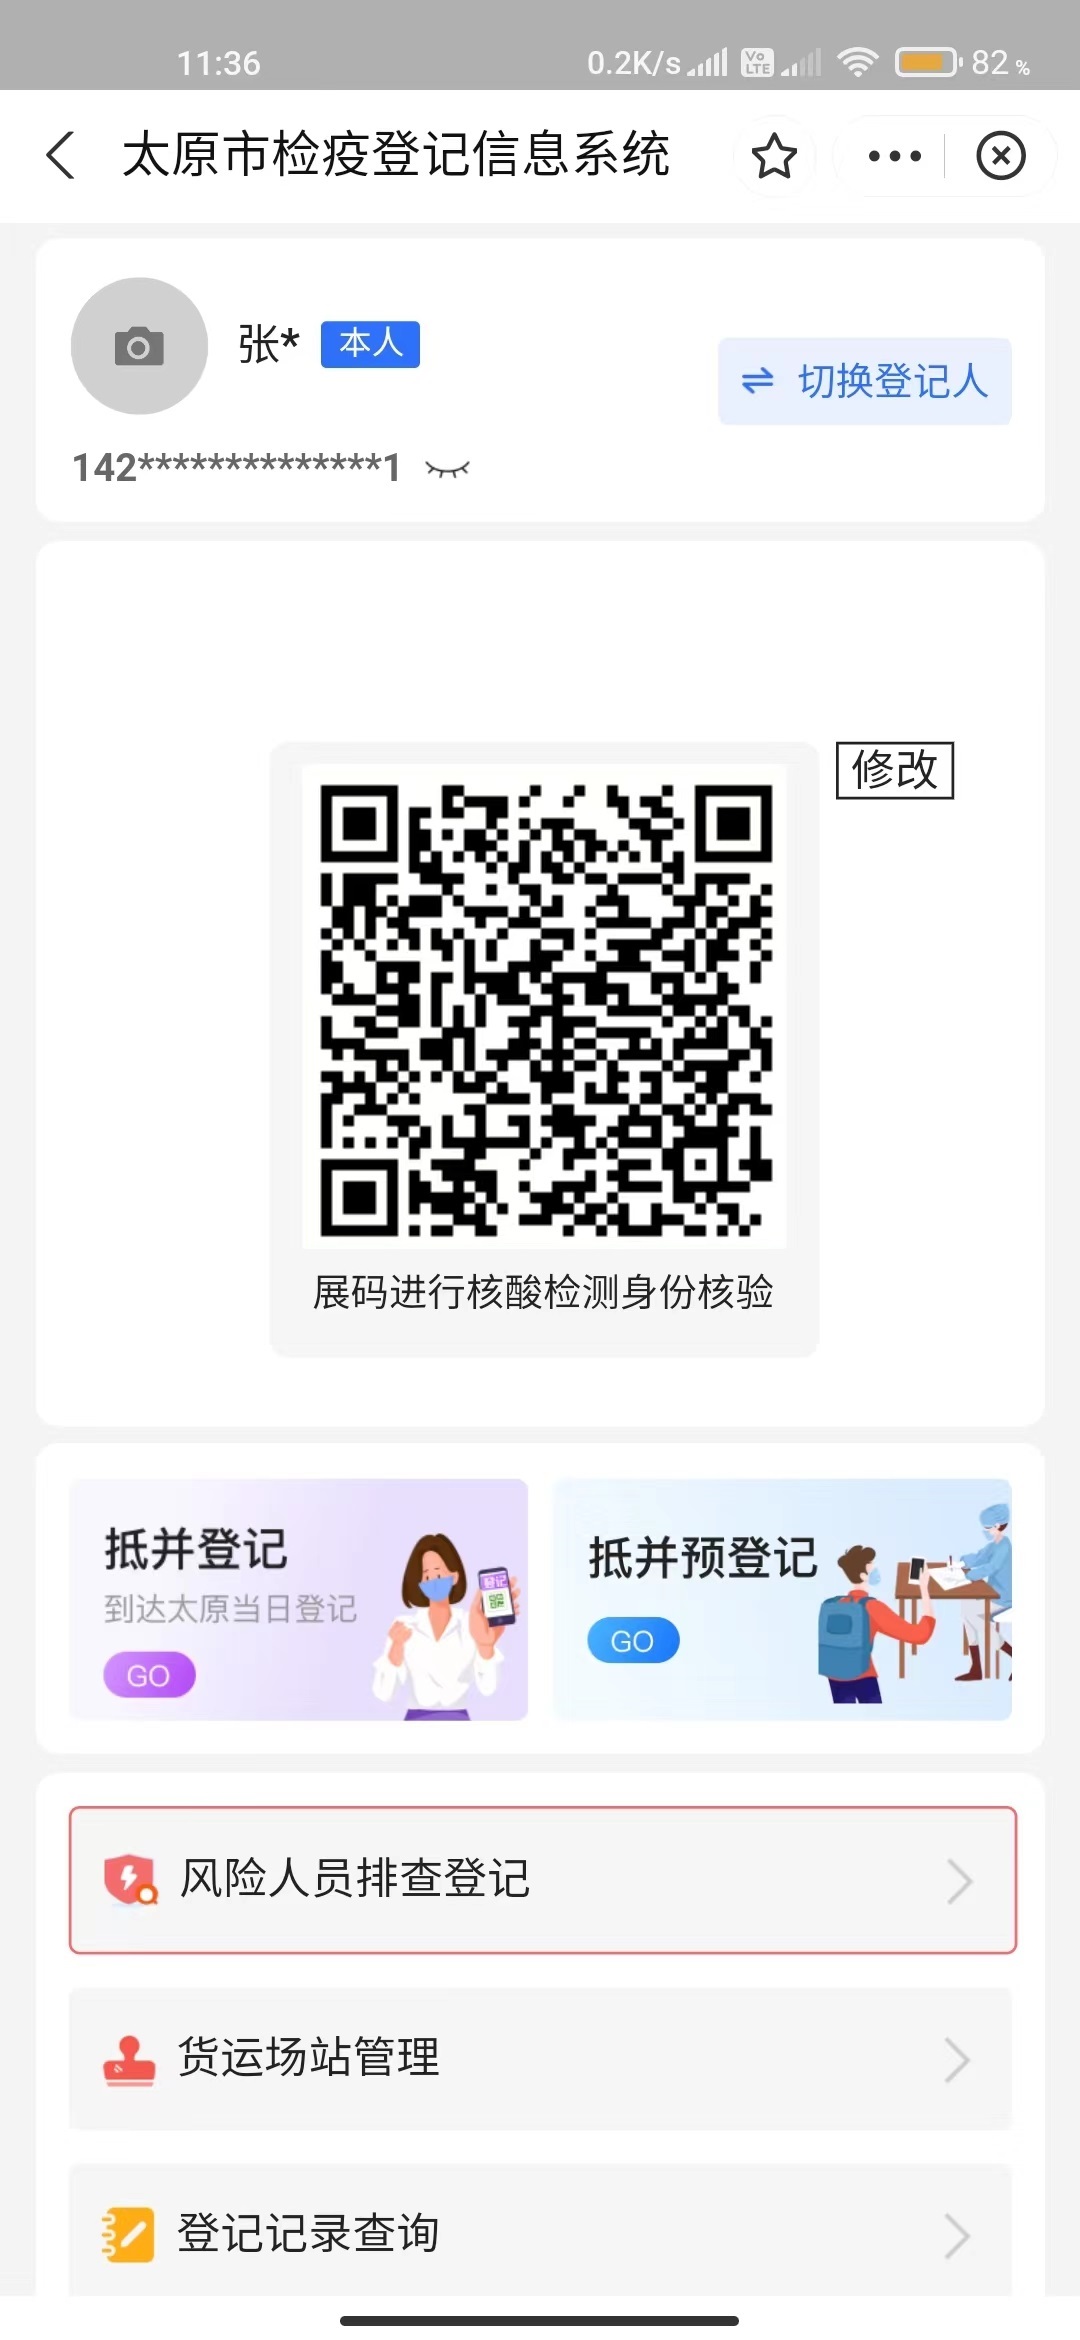 11:36
0.2K/s
Vo
LTE
82 %
太原市检疫登记信息系统
张* 本人
切换登记人
142**************1
修改
展码进行核酸检测身份核验
抵并登记
到达太原当日登记
GO
登记
抵并预登记
GO
风险人员排查登记
货运场站管理
登记记录查询